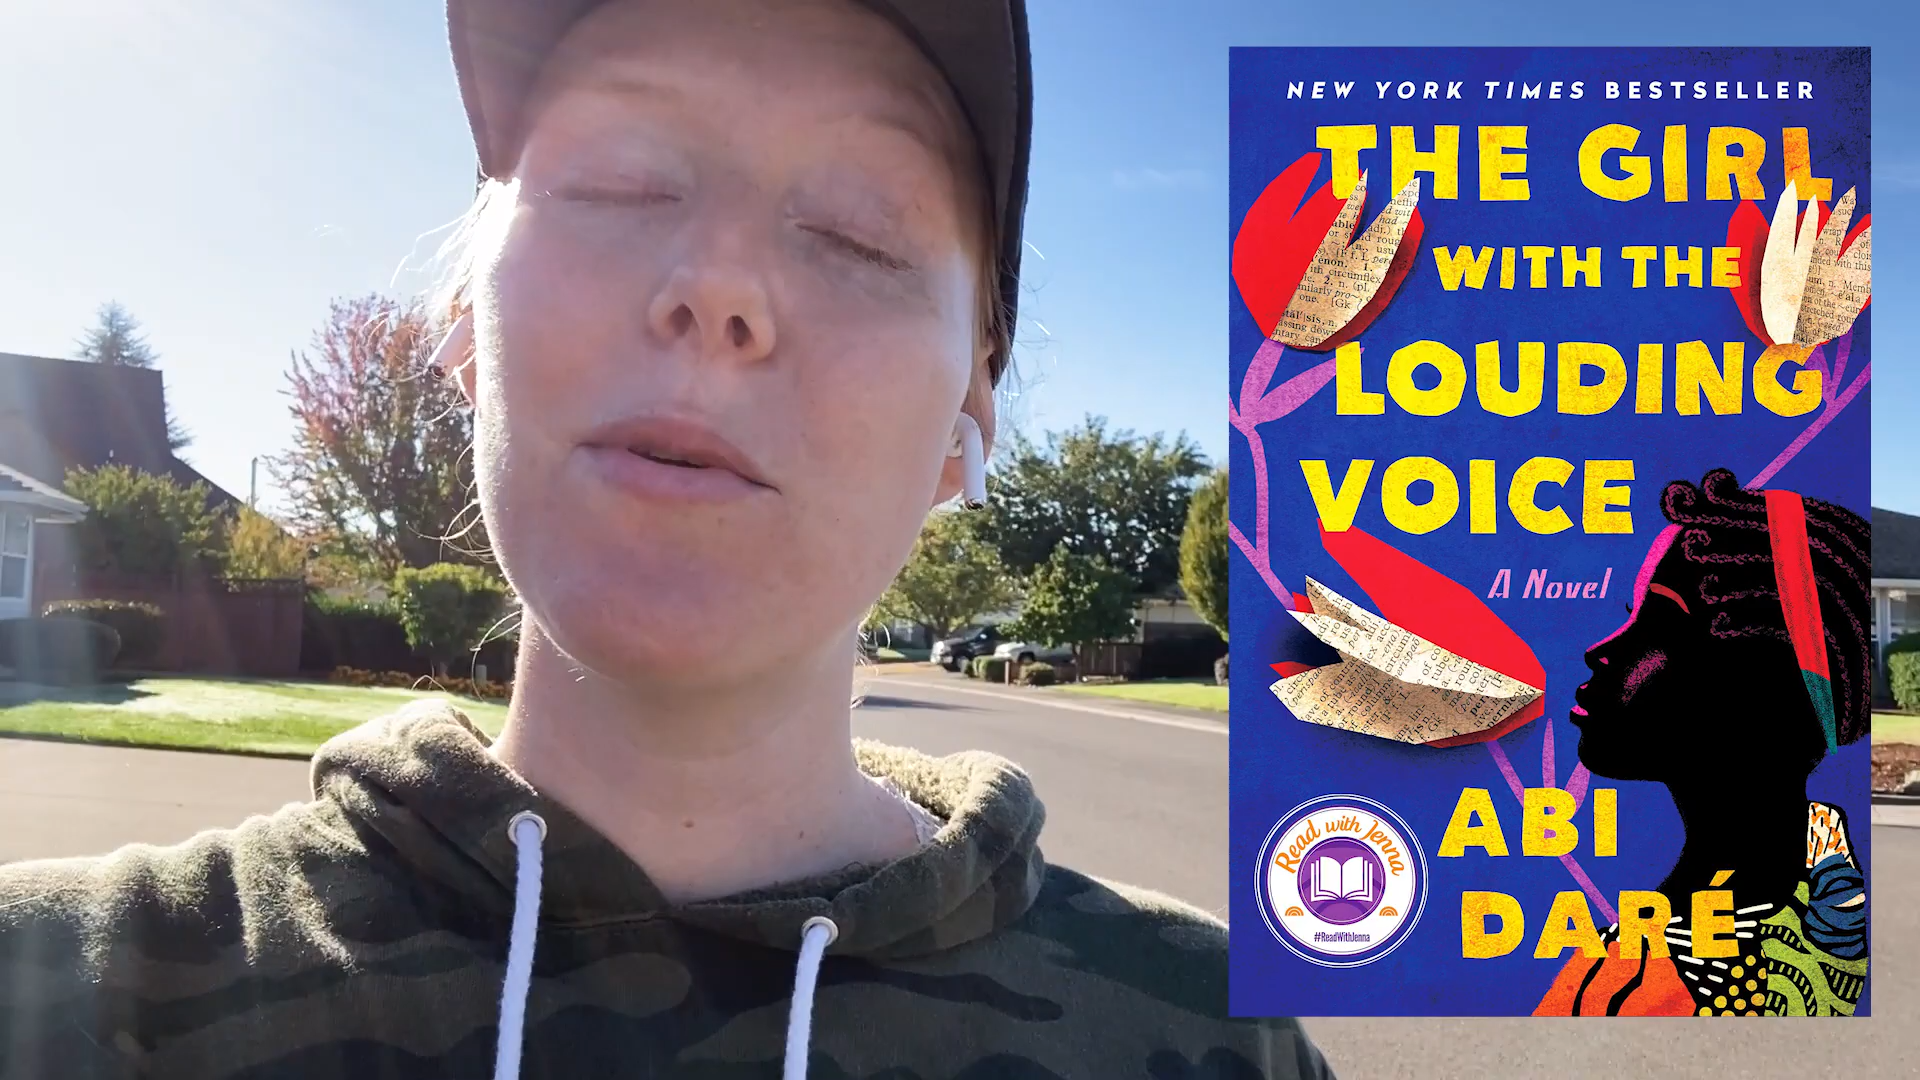 NEW YORK TIMES BESTSELLER
THE GIRL
WITH THE
LOUDING
VOICE
A Novel
ABI
DARÉ
Read with Jenna
#ReadWithJenna